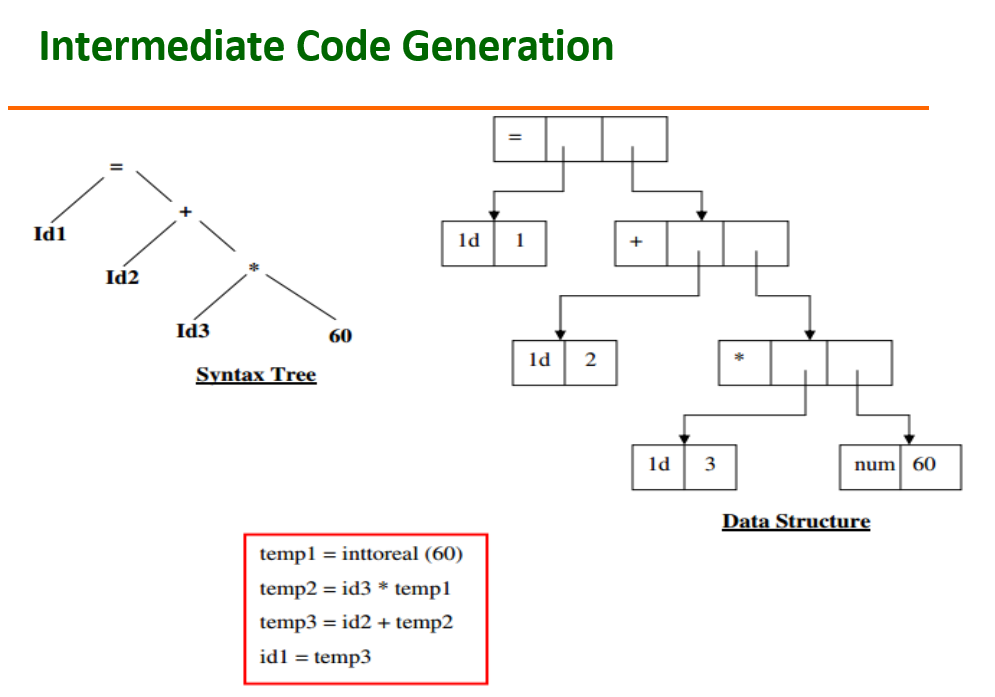 Intermediate Code Generation
=
+
Id1
Id2
*
Id3
60
Syntax Tree
=
1d 1
+
1d 2
*
1d 3
num 60
Data Structure
temp1 = inttoreal (60)
temp2 = id3 * temp1
temp3 = id2 + temp2
id1 = temp3